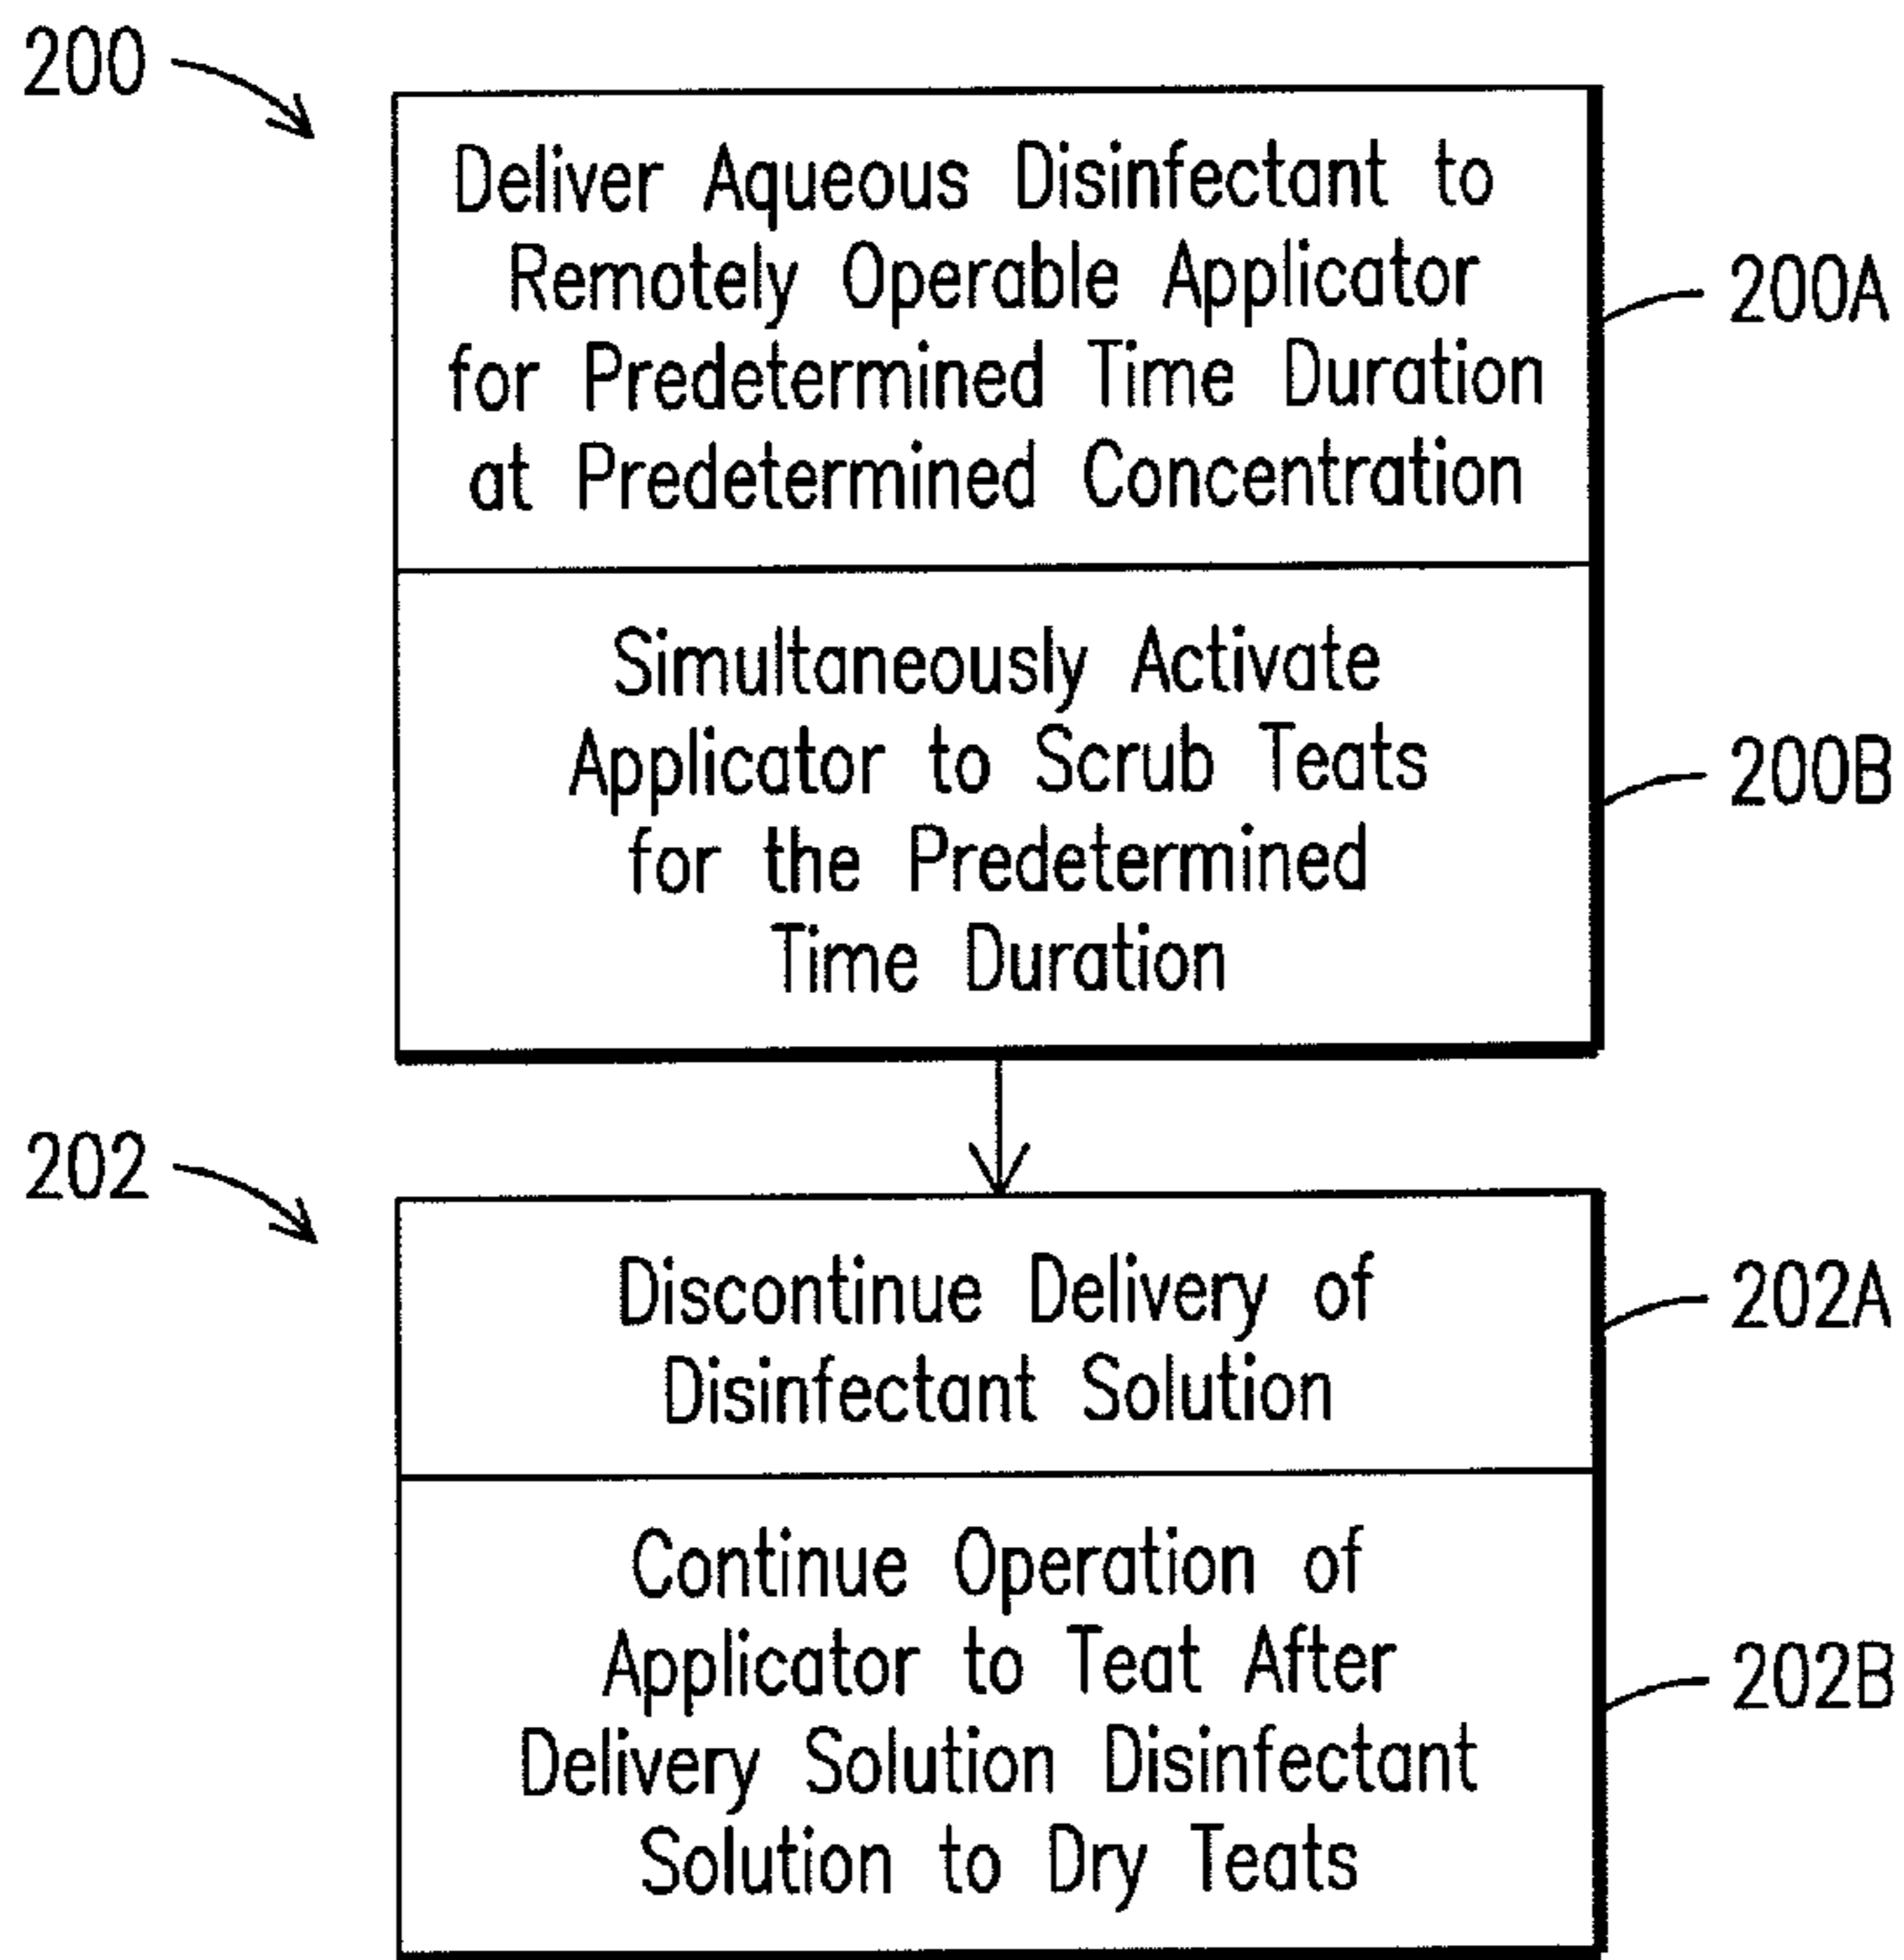 200
Deliver Aqueous Disinfectant to
Remotely Operable Applicator
for Predetermined Time Duration
at Predetermined Concentration
200A
Simultaneously Activate
Applicator to Scrub Teats
for the Predetermined
Time Duration
200B
202
Discontinue Delivery of
Disinfectant Solution
202A
Continue Operation of
Applicator to Teat After
Delivery Solution Disinfectant
Solution to Dry Teats
202B